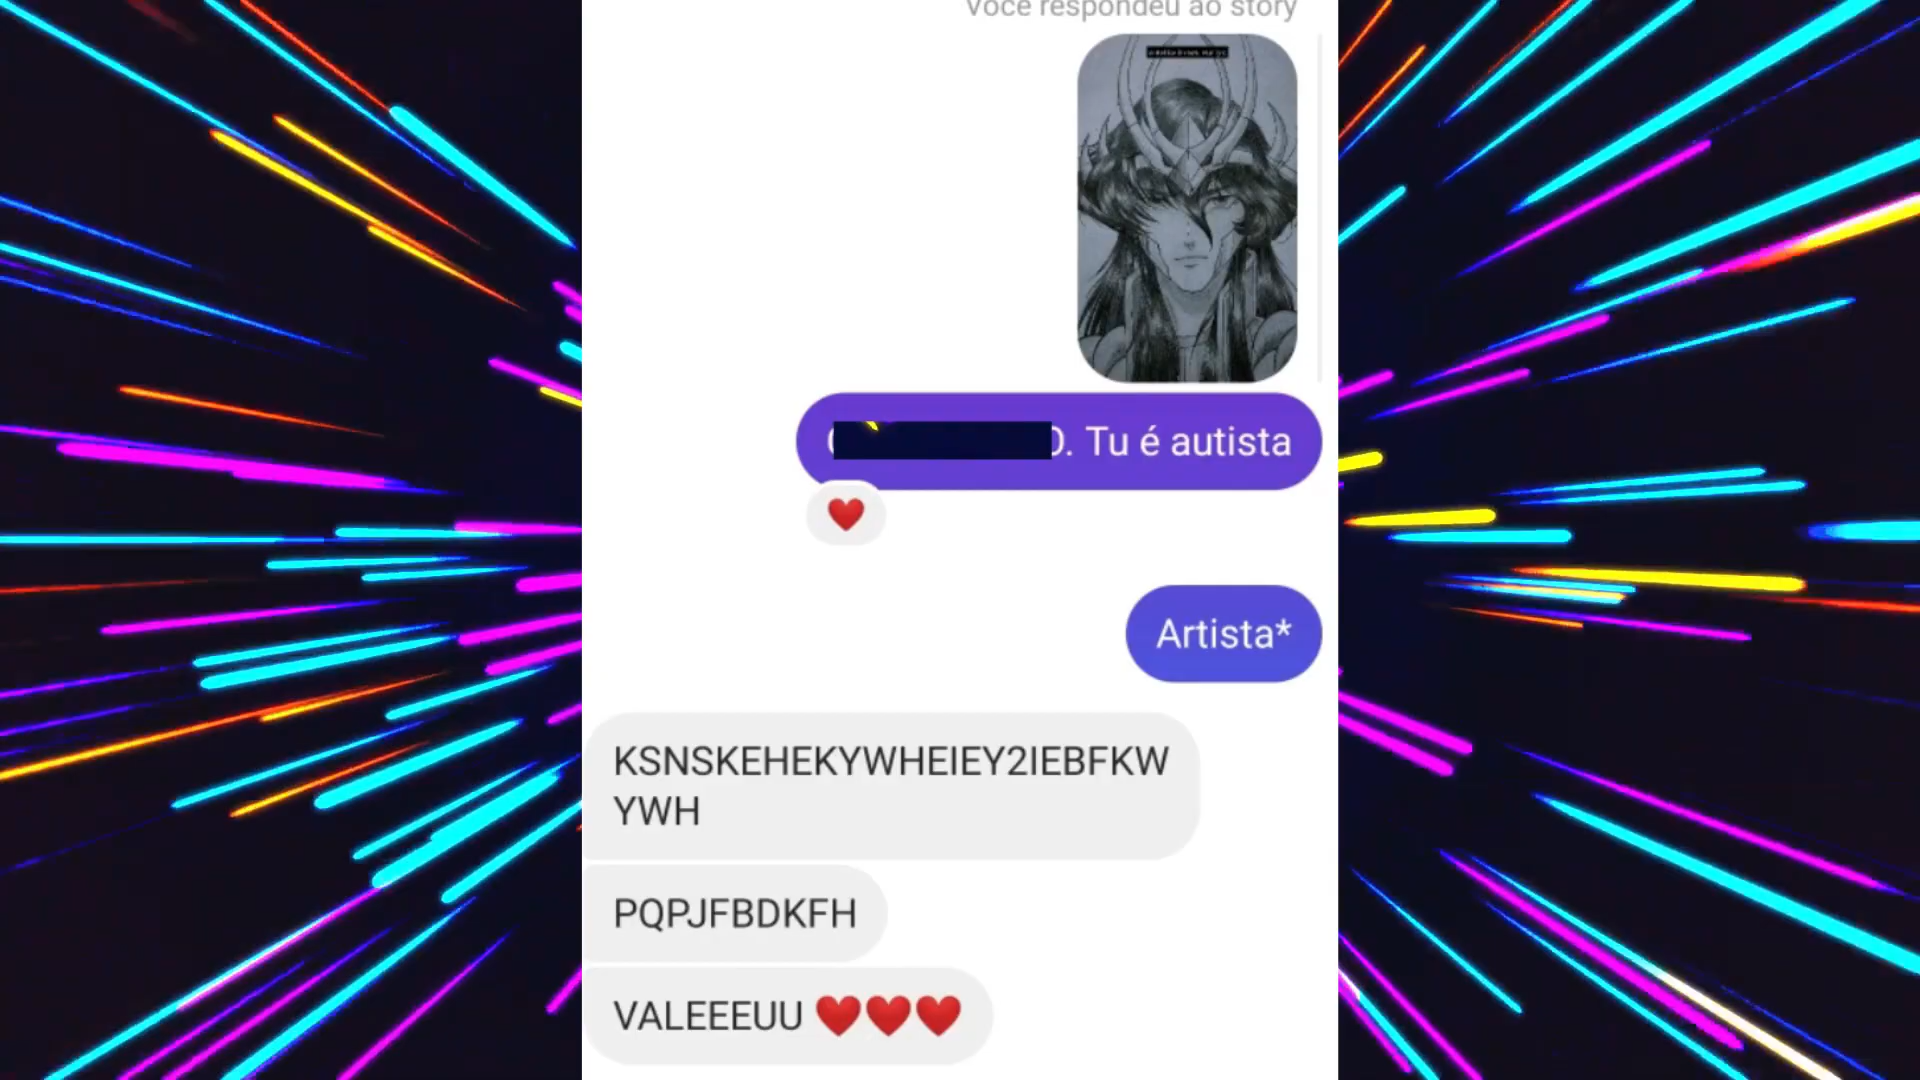 Você respondeu ao story
O. Tu é autista
Artista*
KSNSKEHEKYWHEIEY2IEBFKW
YWH
PQPJFBDKFH
VALEEEUU ❤️❤️❤️